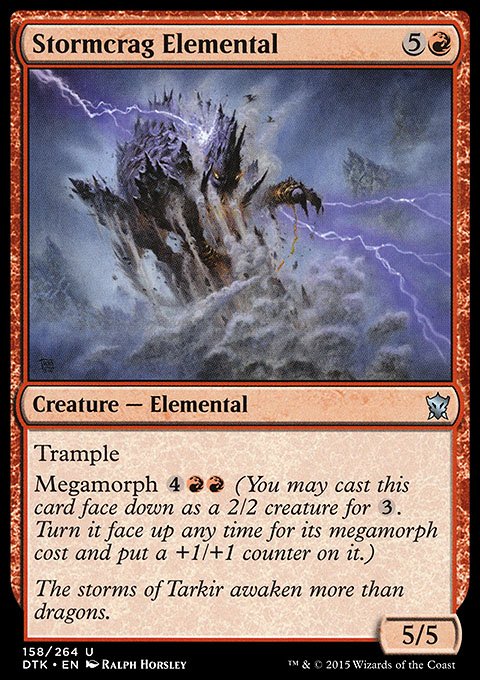 Stormcrag Elemental 5
Creature — Elemental
Trample
Megamorph 4 (You may cast this
card face down as a 2/2 creature for 3.
Turn it face up any time for its megamorph
cost and put a +1/+1 counter on it.)
The storms of Tarkir awaken more than
dragons.
5/5
158/264 U
DTK • EN Ralph Horsley
™ & © 2015 Wizards of the Coast